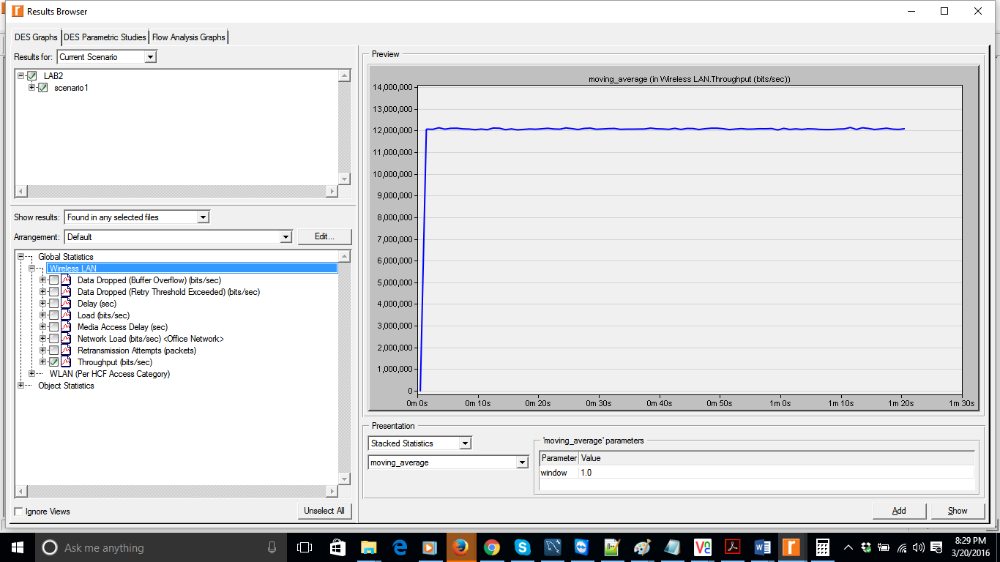 Results Browser
DES Graphs DES Parametric Studies Flow Analysis Graphs
Results for: Current Scenario
LAB2
scenario1
Show results: Found in any selected files
Arrangement: Default Edit...
Global Statistics
Wireless LAN
Data Dropped (Buffer Overflow) (bits/sec)
Data Dropped (Retry Threshold Exceeded) (bits/sec)
Delay (sec)
Load (bits/sec)
Media Access Delay (sec)
Network Load (bits/sec) <Office Network>
Retransmission Attempts (packets)
Throughput (bits/sec)
WLAN (Per HCF Access Category)
Object Statistics
Ignore Views Unselect All
Preview
moving_average (in Wireless LAN.Throughput (bits/sec))
14,000,000
13,000,000
12,000,000
11,000,000
10,000,000
9,000,000
8,000,000
7,000,000
6,000,000
5,000,000
4,000,000
3,000,000
2,000,000
1,000,000
0
0m 0s 0m 10s 0m 20s 0m 30s 0m 40s 0m 50s 1m 0s 1m 10s 1m 20s 1m 30s
Presentation
Stacked Statistics
moving_average
'moving_average' parameters
Parameter Value
window 1.0
Add Show
Ask me anything
8:29 PM
3/20/2016